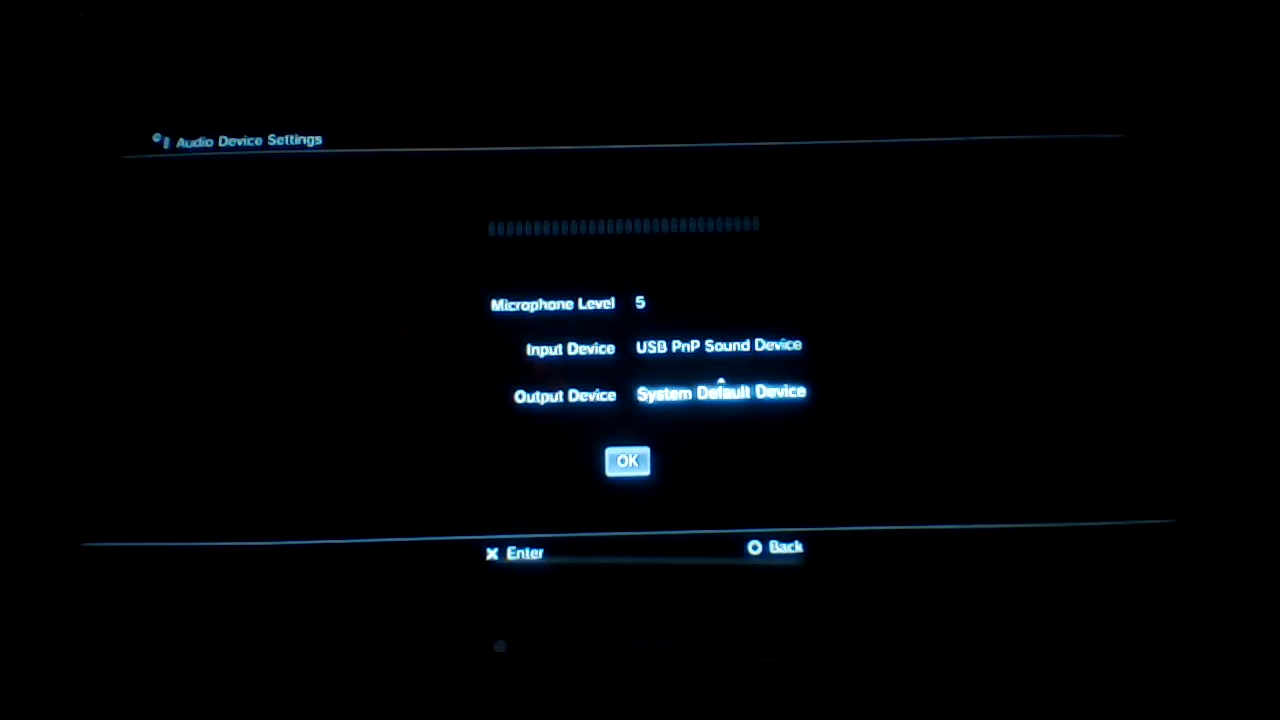 Audio Device Settings
Microphone Level 5
Input Device USB PnP Sound Device
Output Device System Default Device
OK
Enter Back